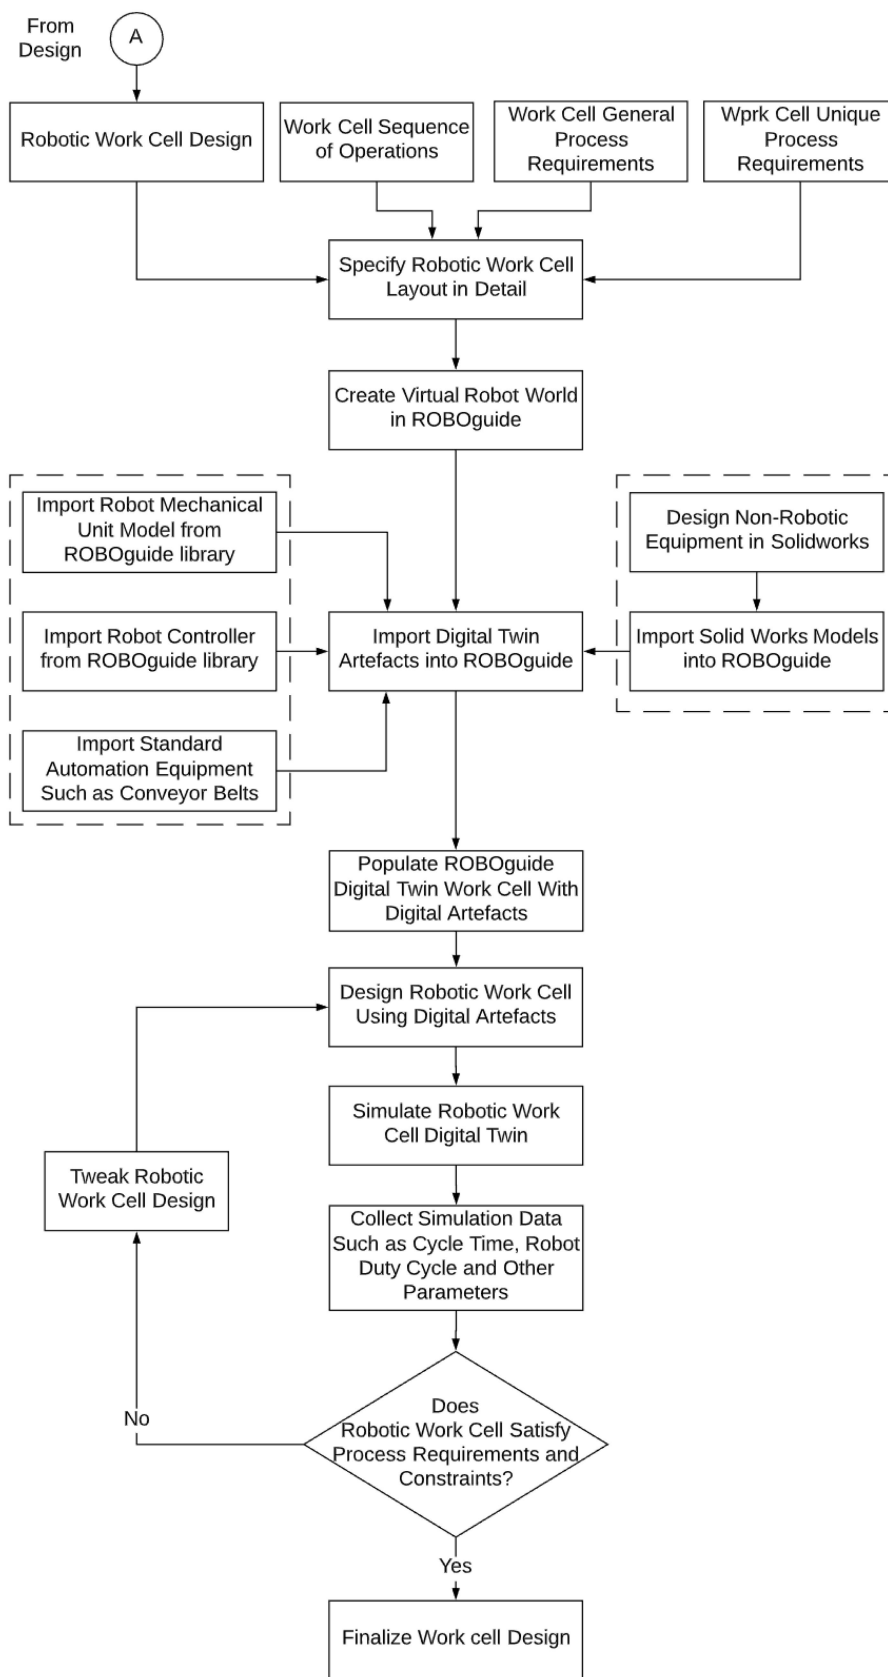 From
Design
A
Robotic Work Cell Design
Work Cell Sequence
of Operations
Work Cell General
Process
Requirements
Wprk Cell Unique
Process
Requirements
Specify Robotic Work Cell
Layout in Detail
Create Virtual Robot World
in ROBOguide
Import Robot Mechanical
Unit Model from
ROBOguide library
Design Non-Robotic
Equipment in Solidworks
Import Robot Controller
from ROBOguide library
Import Digital Twin
Artefacts into ROBOguide
Import Solid Works Models
into ROBOguide
Import Standard
Automation Equipment
Such as Conveyor Belts
Populate ROBOguide
Digital Twin Work Cell With
Digital Artefacts
Design Robotic Work Cell
Using Digital Artefacts
Simulate Robotic Work
Cell Digital Twin
Tweak Robotic
Work Cell Design
Collect Simulation Data
Such as Cycle Time, Robot
Duty Cycle and Other
Parameters
Does
Robotic Work Cell Satisfy
Process Requirements and
Constraints?
No
Yes
Finalize Work cell Design